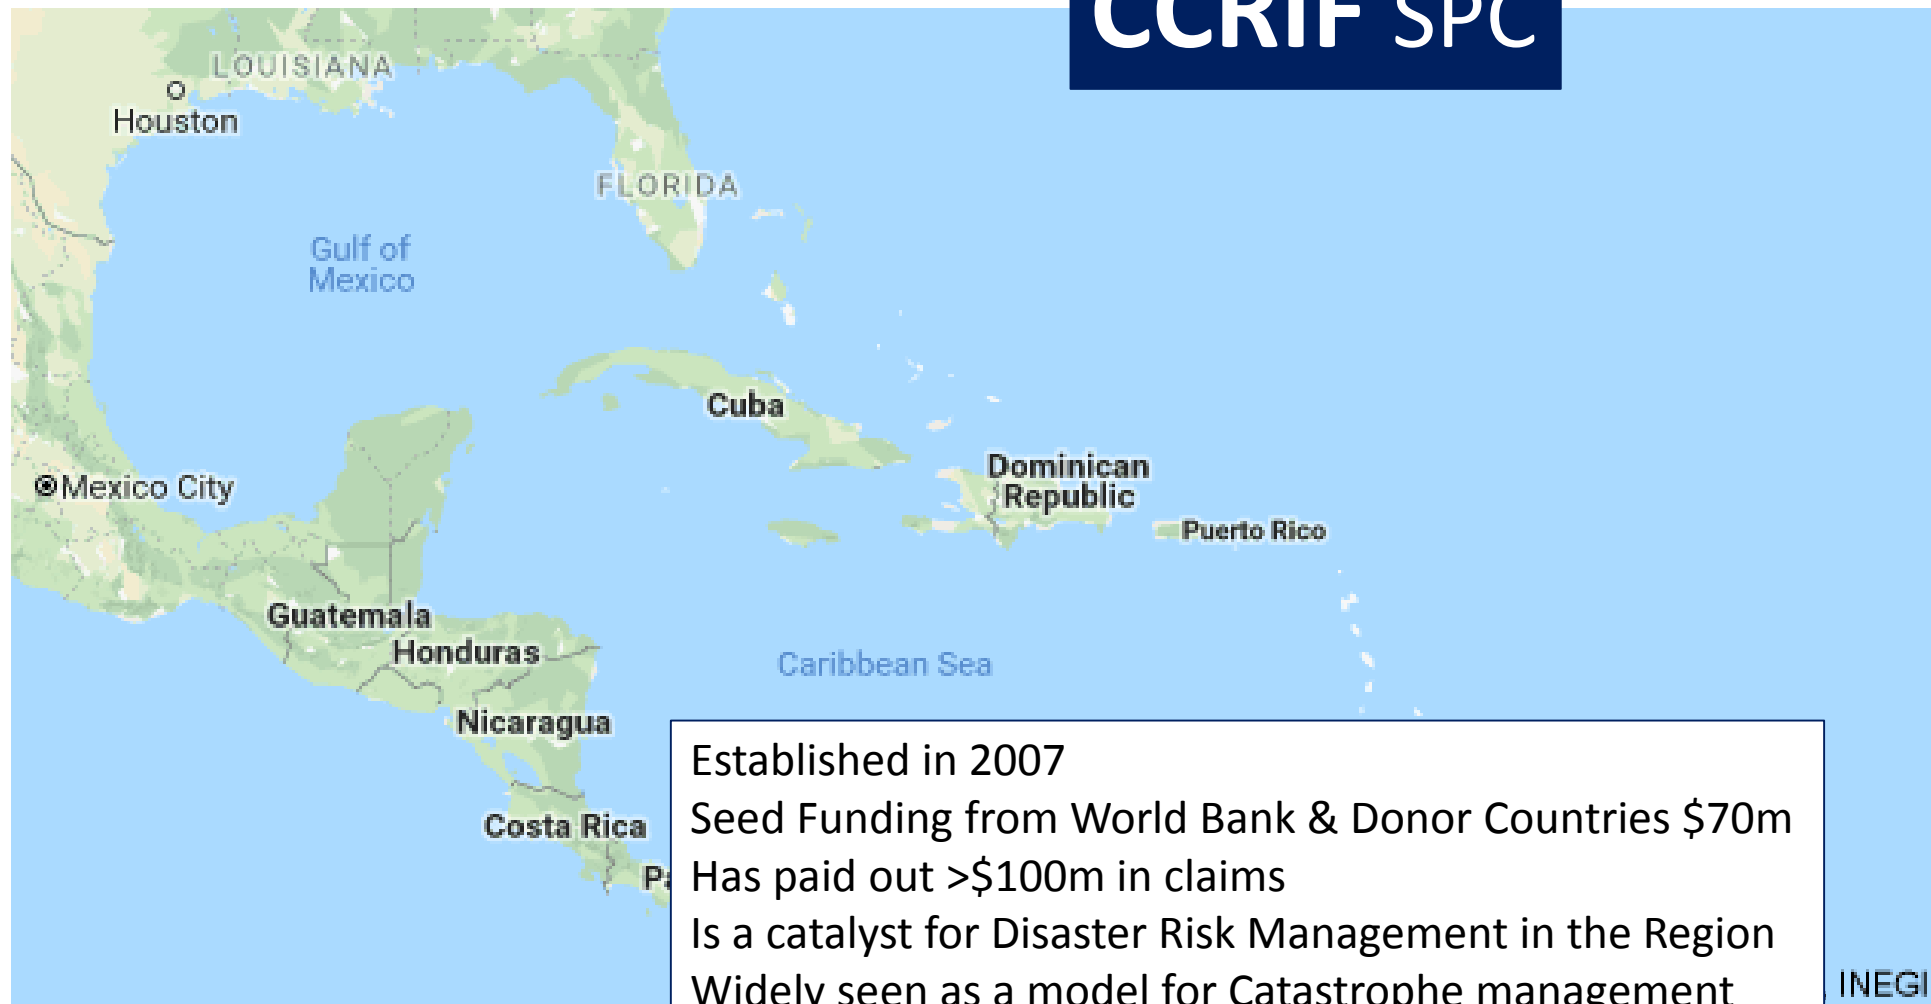 CCRIF SPC
LOUISIANA
Houston
FLORIDA
Gulf of
Mexico
Cuba
Mexico City
Dominican
Republic
Puerto Rico
Guatemala
Honduras
Caribbean Sea
Nicaragua
Costa Rica
Established in 2007
Seed Funding from World Bank & Donor Countries $70m
Has paid out >$100m in claims
Is a catalyst for Disaster Risk Management in the Region
Widely seen as a model for Catastrophe management
INEGI